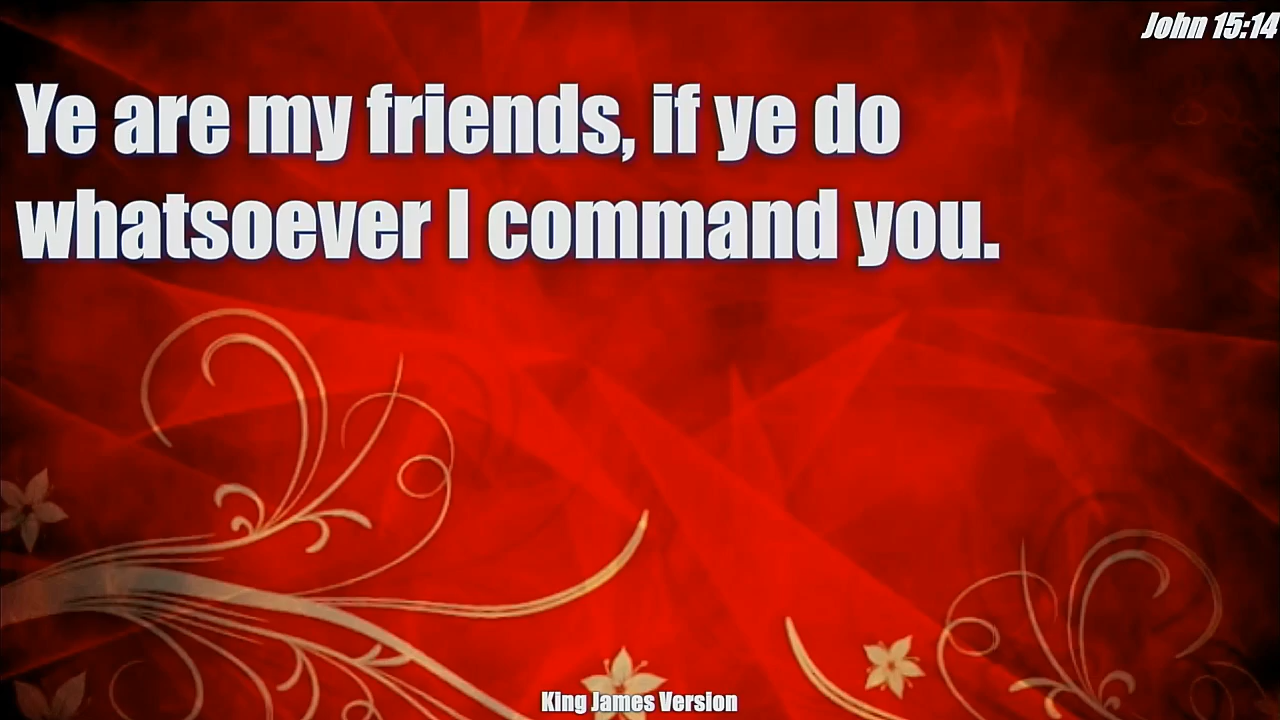 John 15:14
Ye are my friends, if ye do
whatsoever I command you.
King James Version